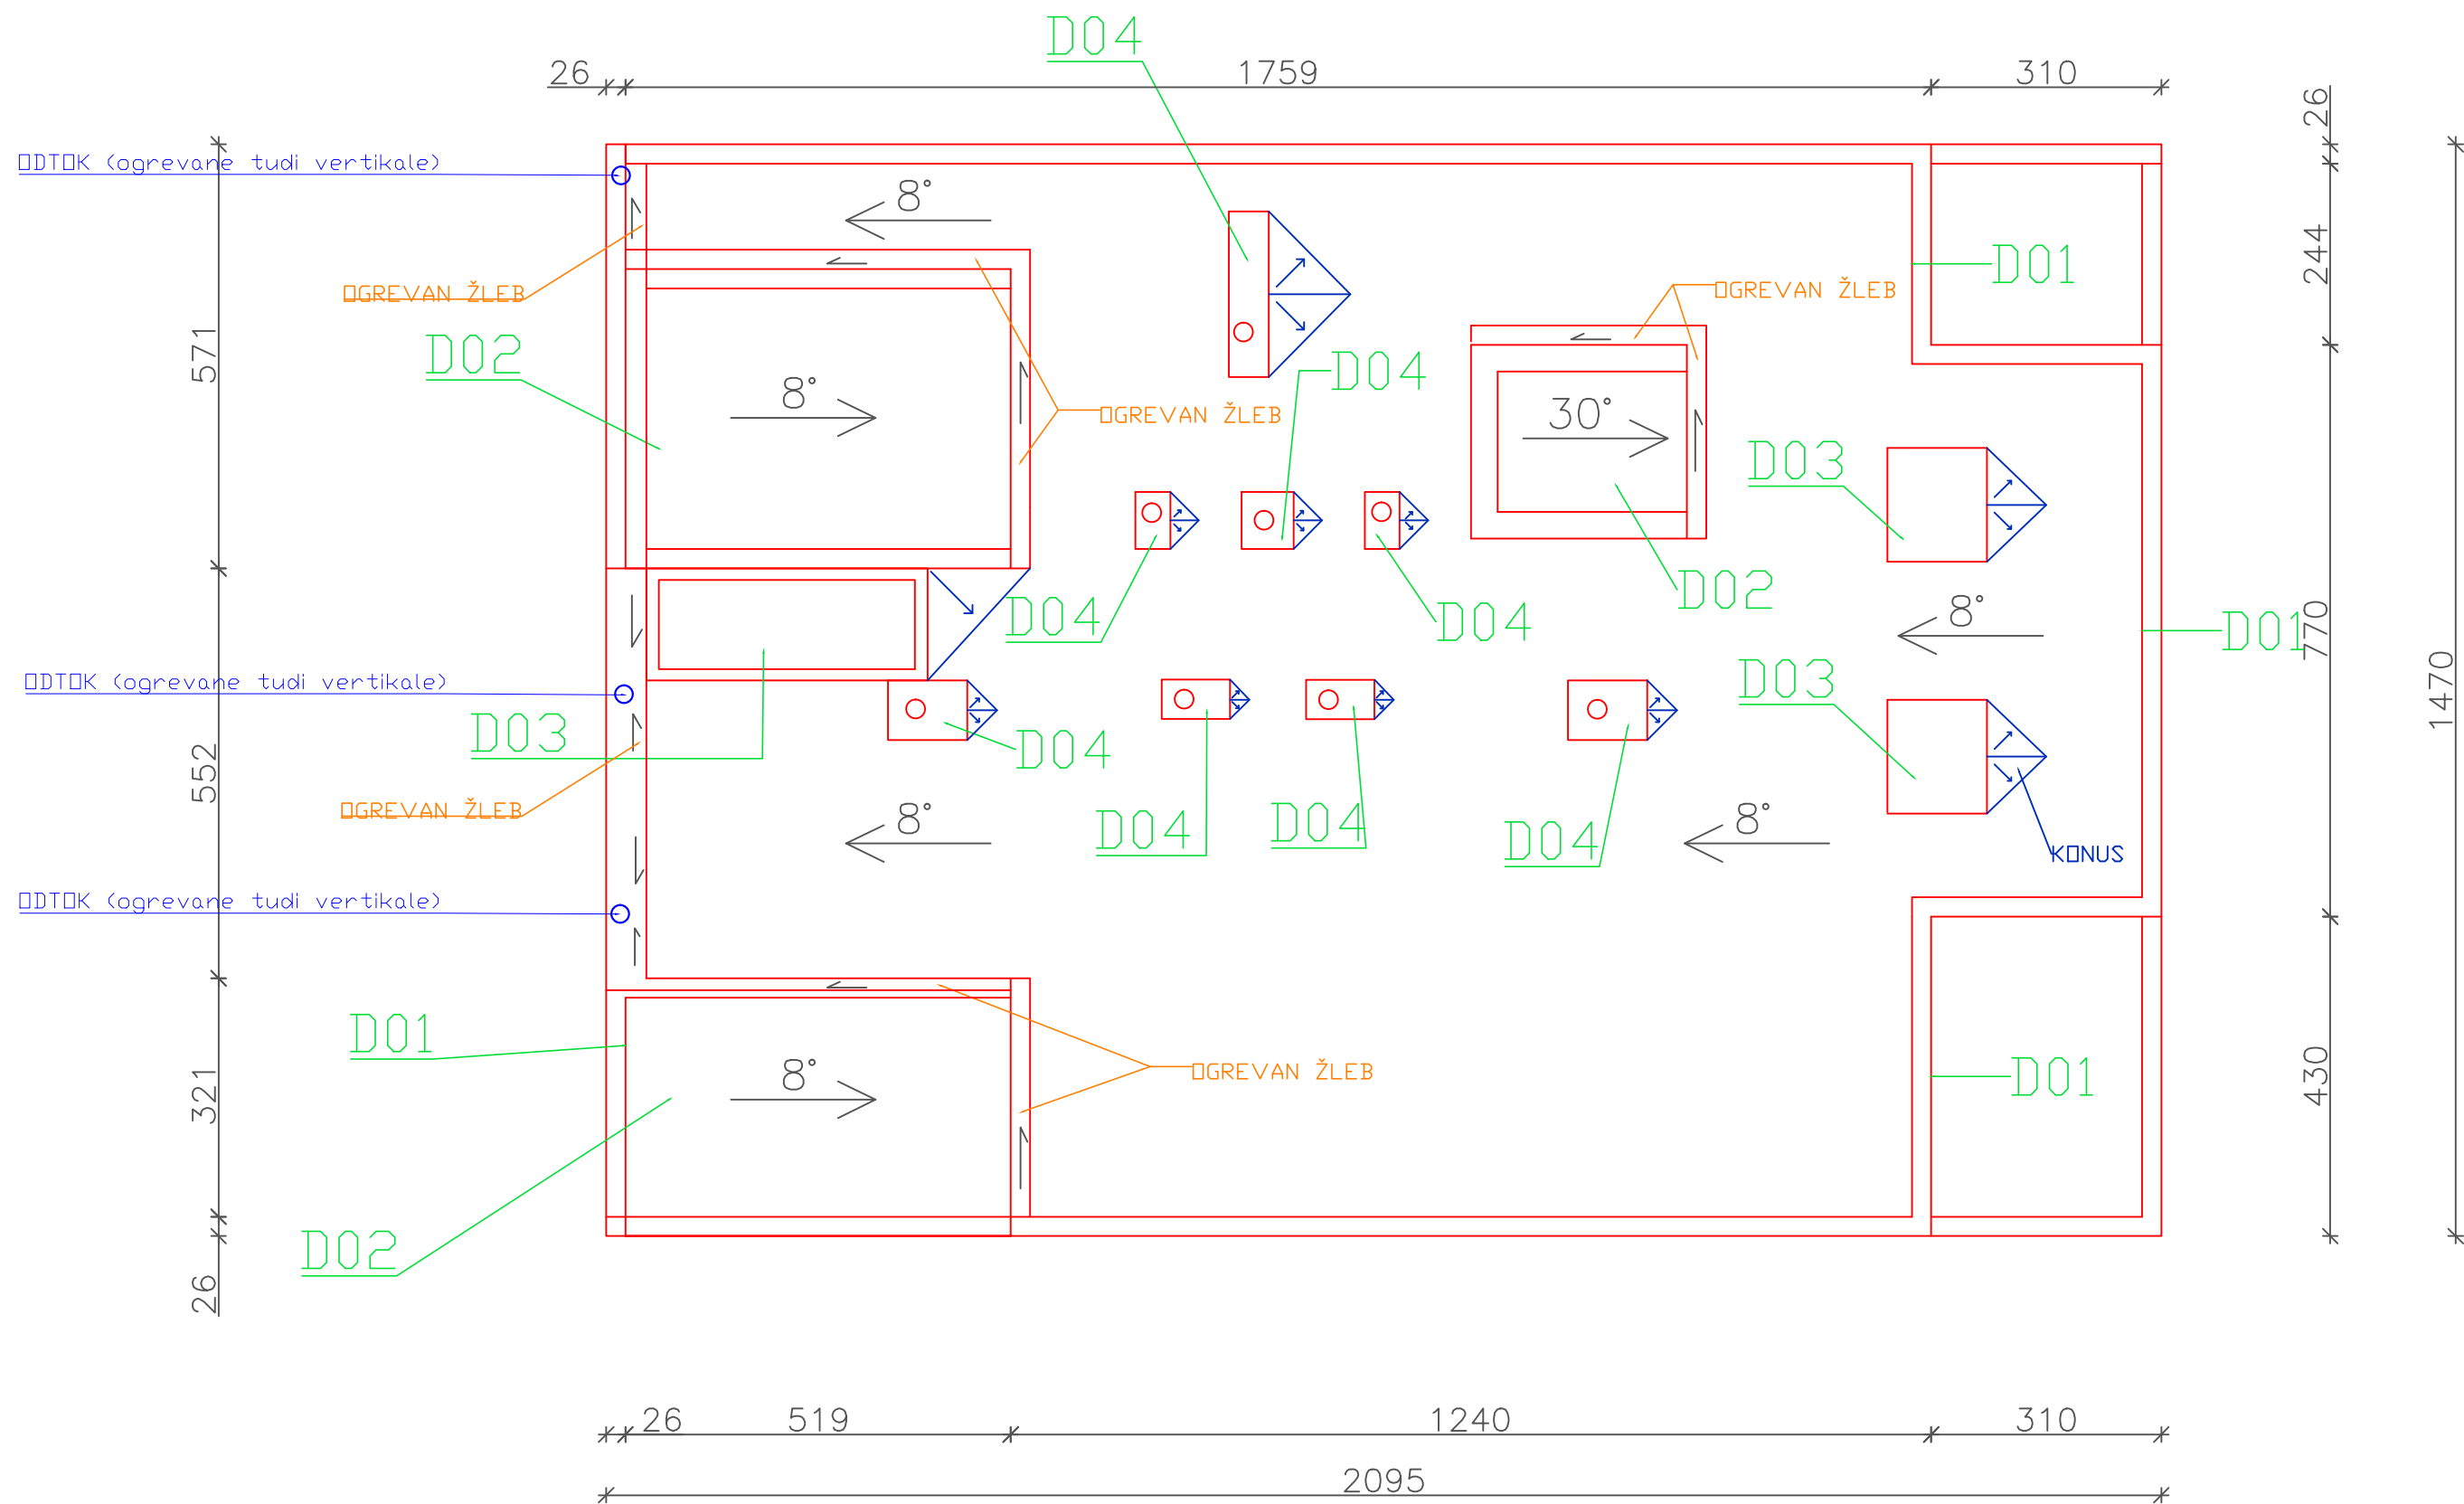 D04
26
1759
310
26
ODTOK (ogrevane tudi vertikale)
8°
244
D01
OGREVAN ŽLEB
OGREVAN ŽLEB
571
D02
D04
8°
OGREVAN ŽLEB
30°
D03
D02
D04
D04
8°
770
D01
ODTOK (ogrevane tudi vertikale)
D03
1470
D03
D04
552
OGREVAN ŽLEB
8°
D04
D04
D04
8°
KONUS
ODTOK (ogrevane tudi vertikale)
D01
321
8°
OGREVAN ŽLEB
430
D01
D02
26
26
519
1240
310
2095